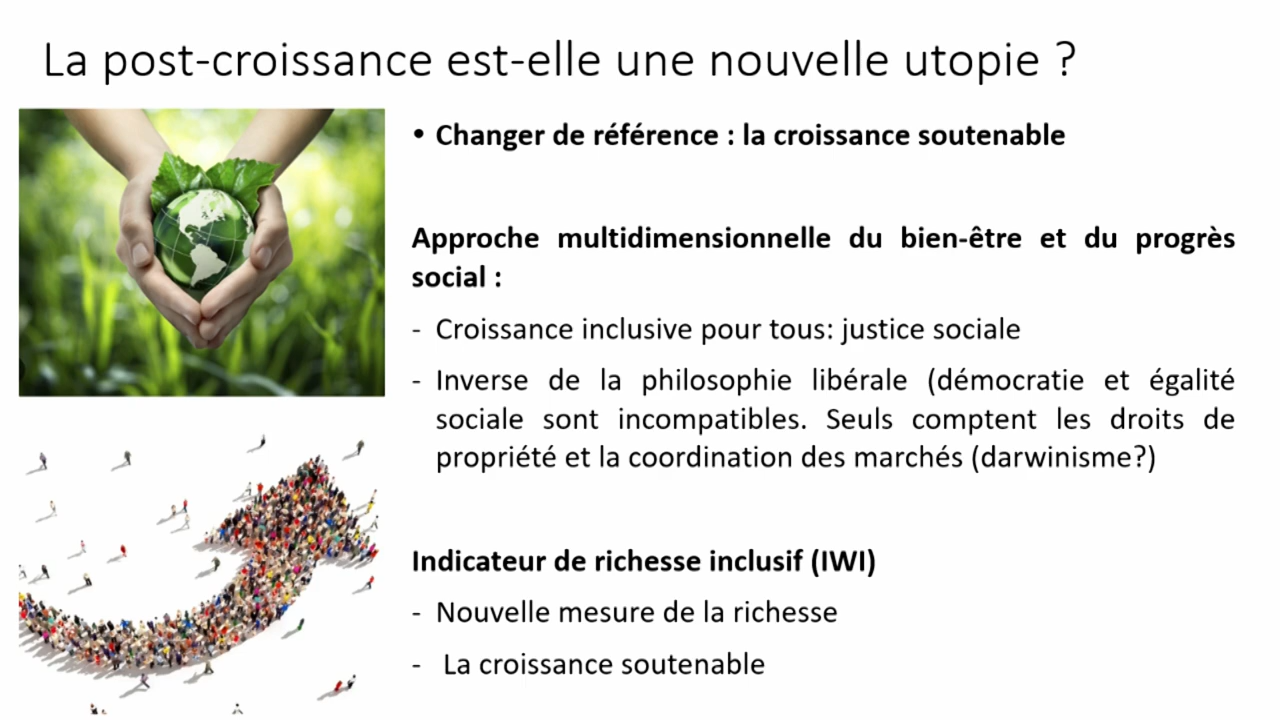 La post-croissance est-elle une nouvelle utopie ?
• Changer de référence : la croissance soutenable
Approche multidimensionnelle du bien-être et du progrès
social :
- Croissance inclusive pour tous: justice sociale
- Inverse de la philosophie libérale (démocratie et égalité
sociale sont incompatibles. Seuls comptent les droits de
propriété et la coordination des marchés (darwinisme?)
Indicateur de richesse inclusif (IWI)
- Nouvelle mesure de la richesse
- La croissance soutenable